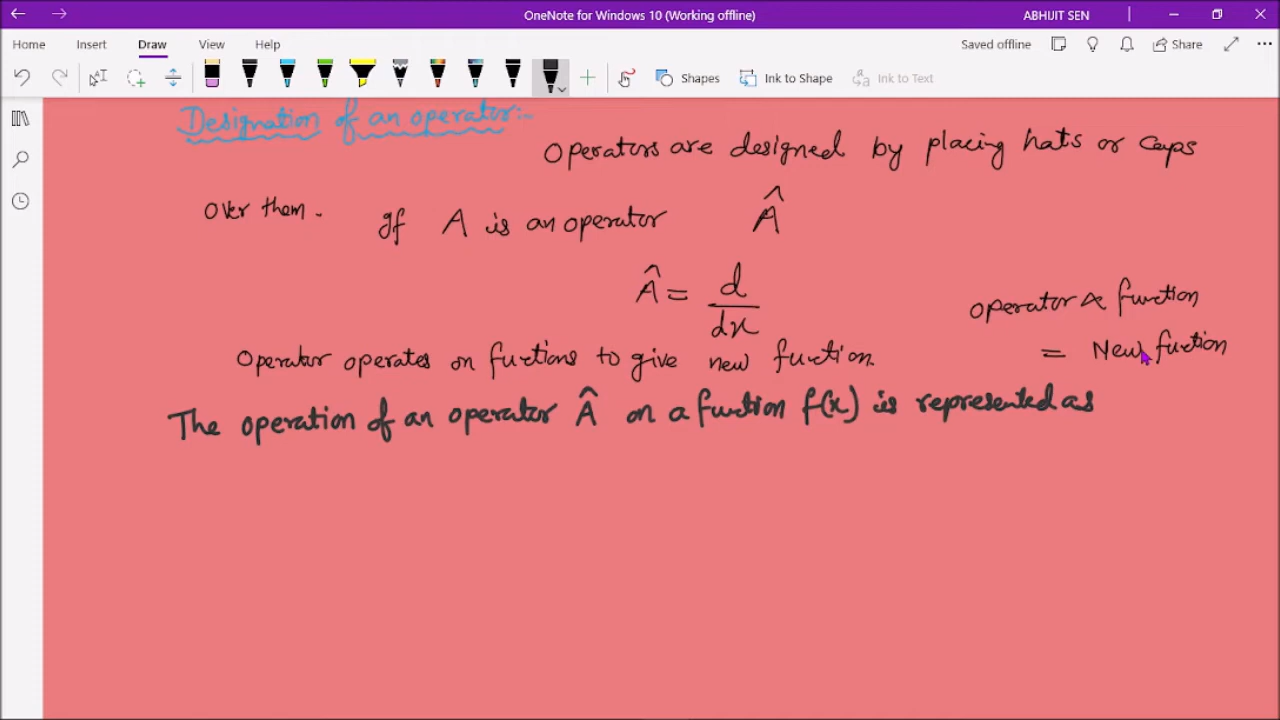 OneNote for Windows 10 (Working offline)
ABHIJIT SEN
Home Insert Draw View Help
Saved offline
Share
Shapes
Ink to Shape
Ink to Text
Designation of an operator:-
Operators are designed by placing hats or caps
Over them. If A is an operator Â
Â = d/dx
Operator operates on functions to give new function.
Operator × function
= New function
The operation of an operator Â on a function f(x) is represented as